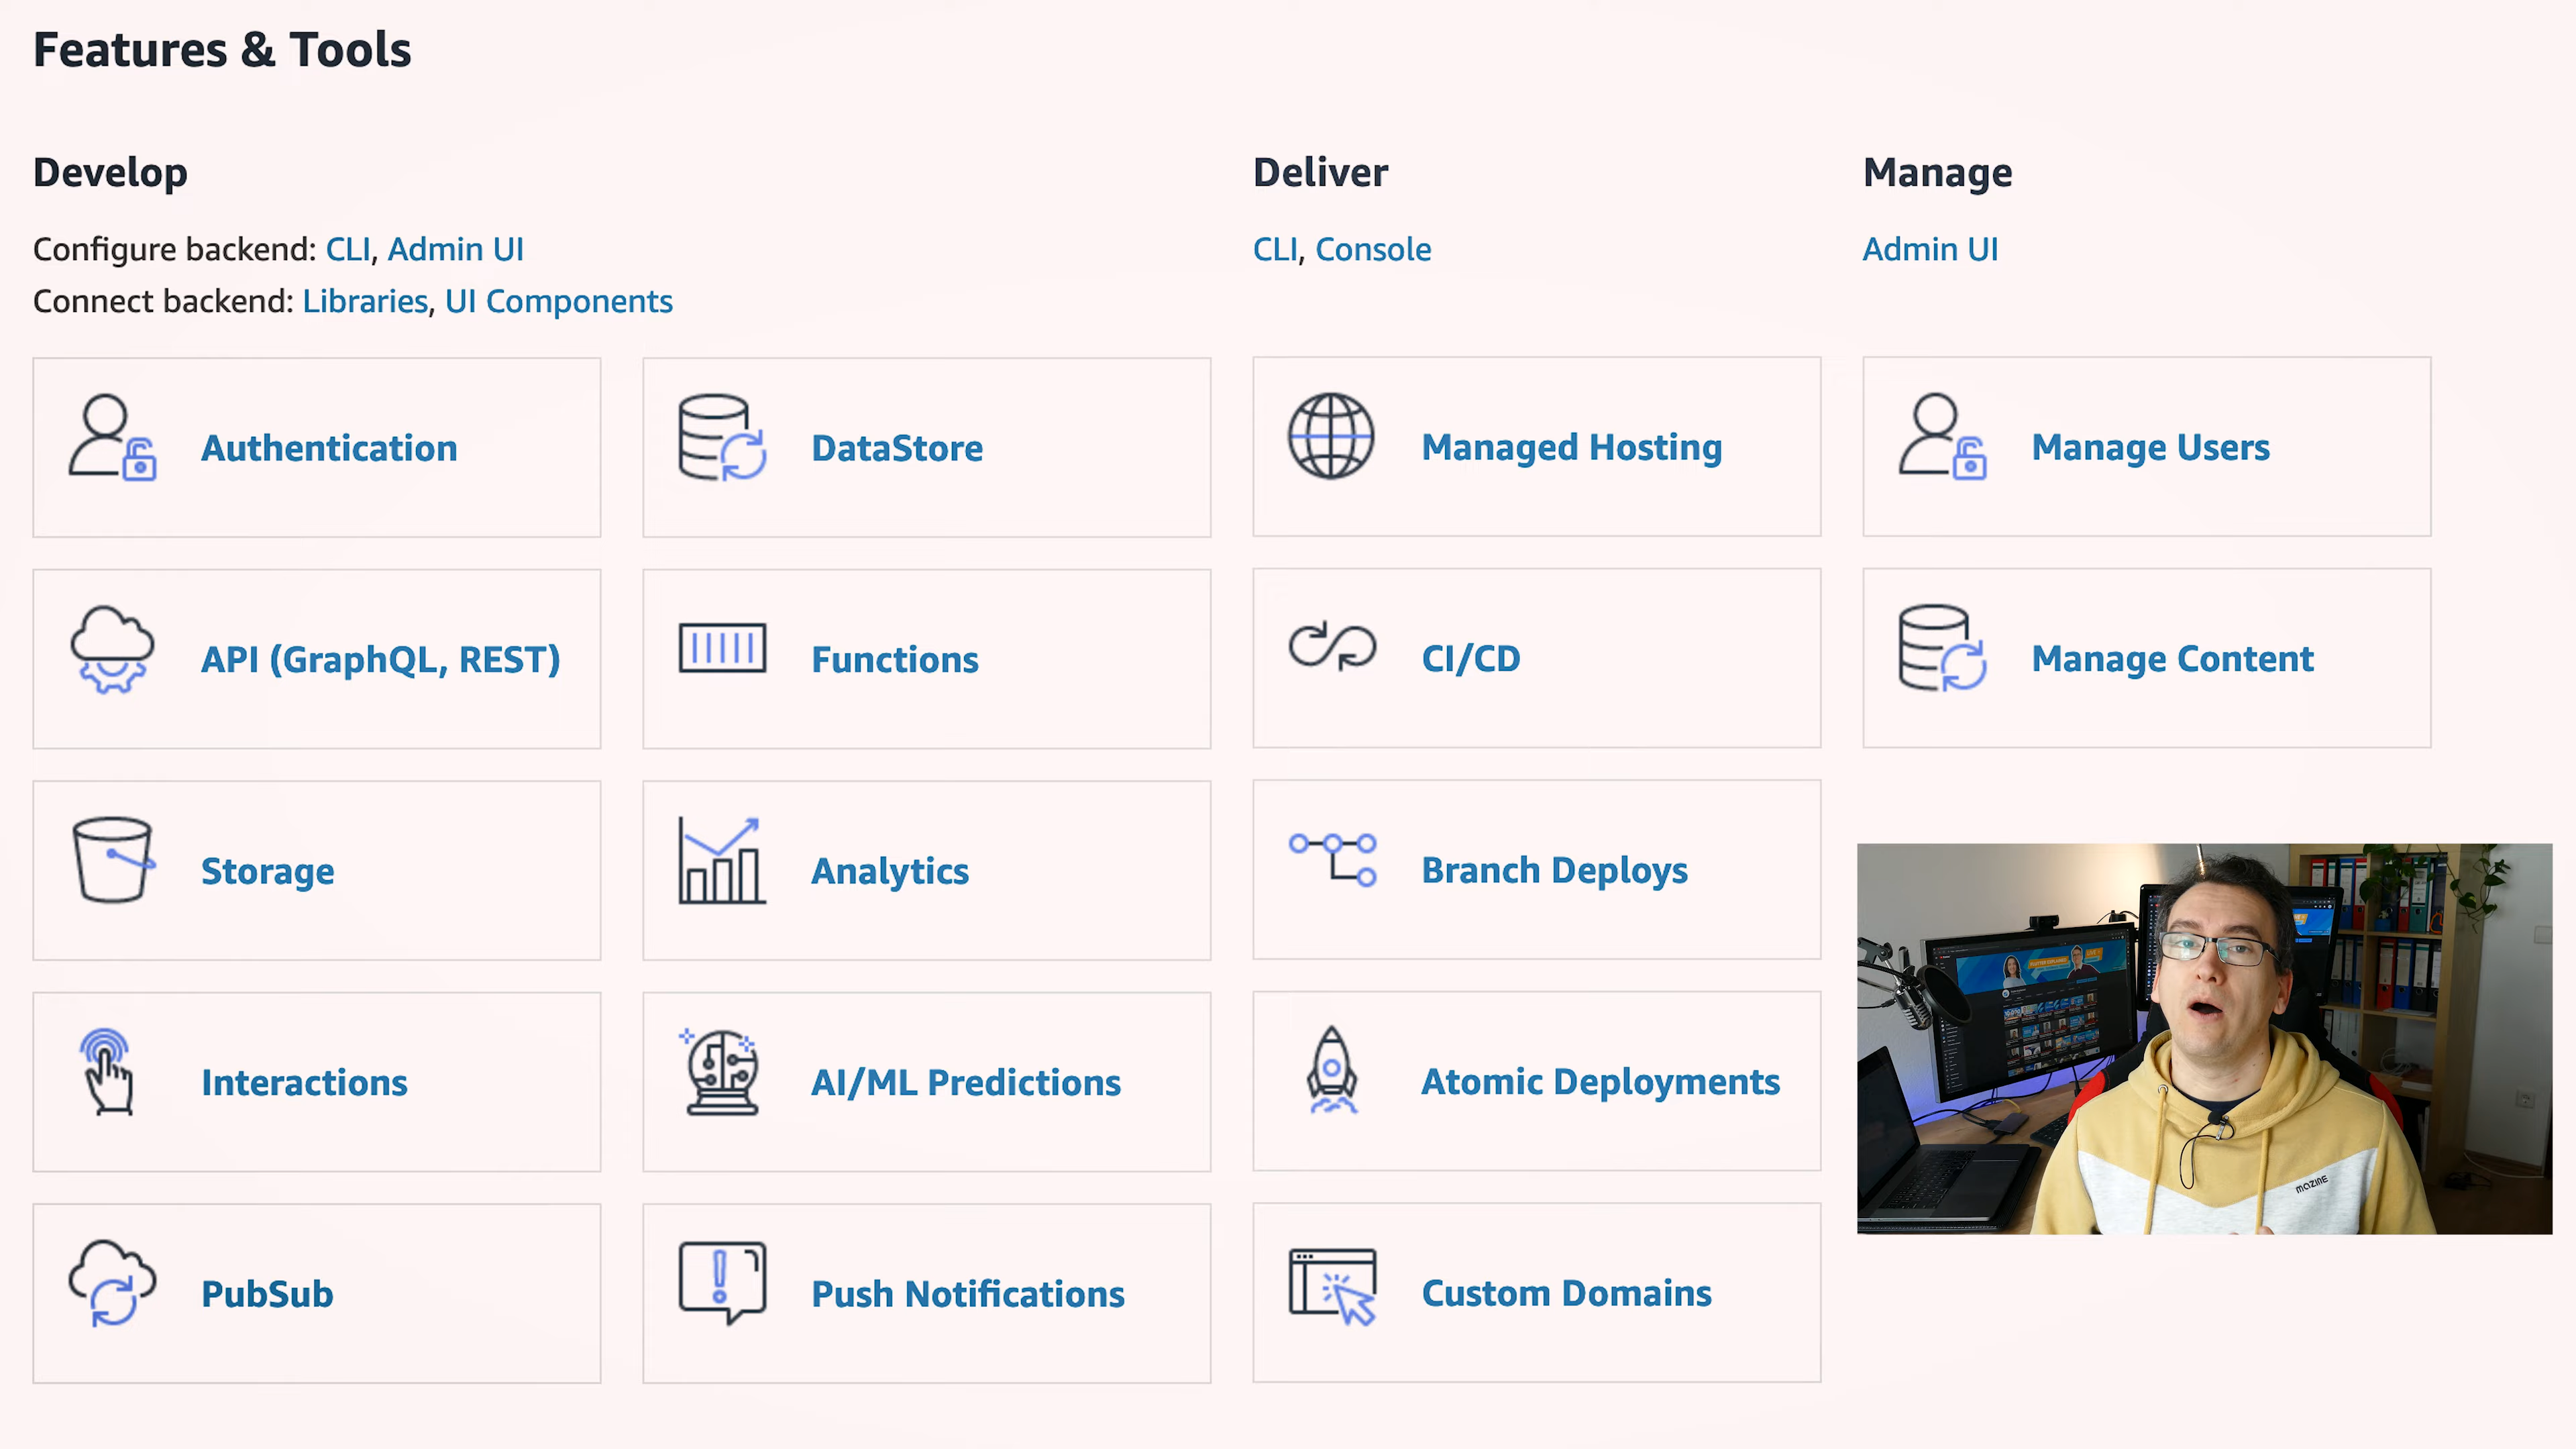 Features & Tools
Develop
Configure backend: CLI, Admin UI
Connect backend: Libraries, UI Components
Authentication
DataStore
API (GraphQL, REST)
Functions
Storage
Analytics
Interactions
AI/ML Predictions
PubSub
Push Notifications
Deliver
CLI, Console
Managed Hosting
CI/CD
Branch Deploys
Atomic Deployments
Custom Domains
Manage
Admin UI
Manage Users
Manage Content
mazine